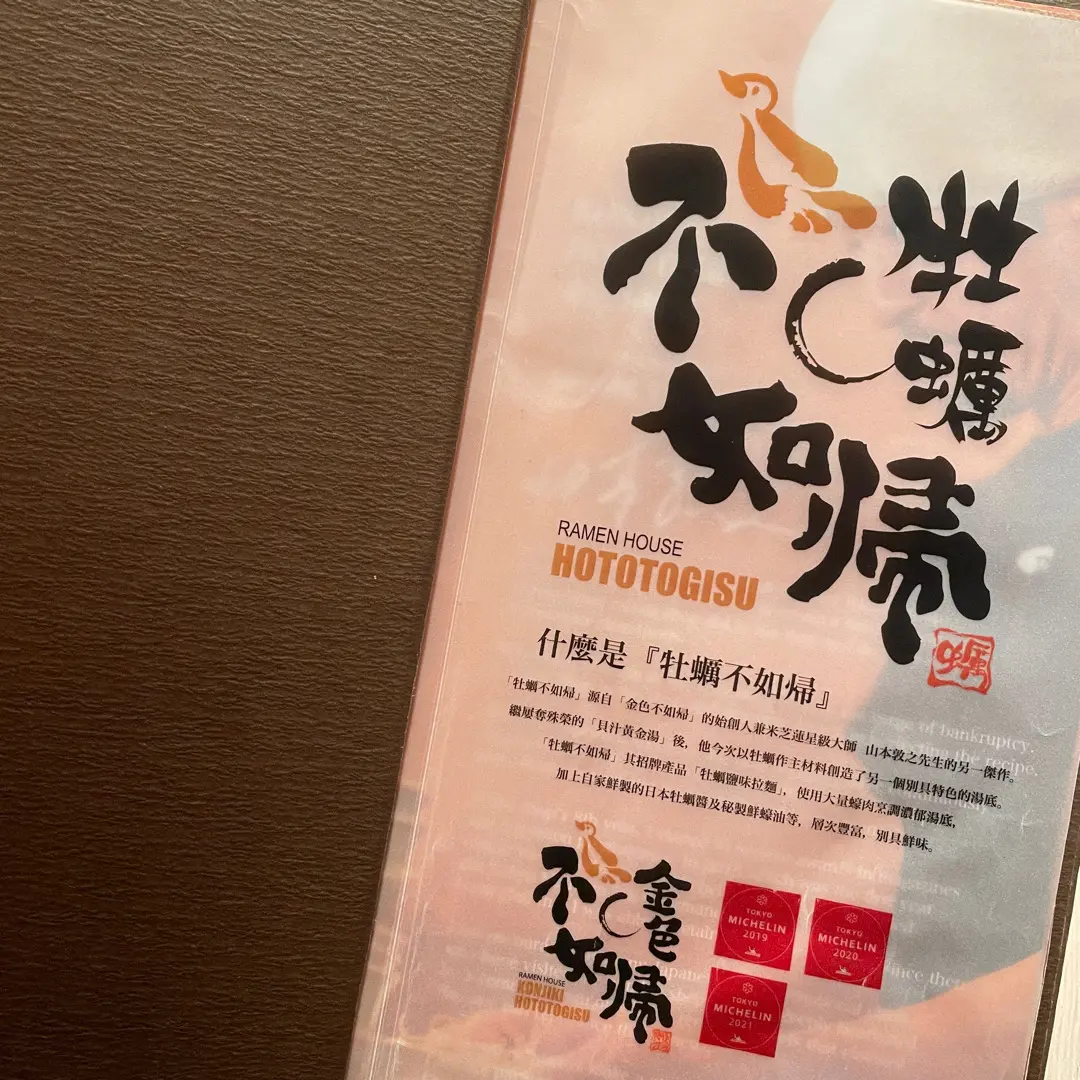 牡蠣
不如帰
RAMEN HOUSE
HOTOTOGISU
蠣
什麼是『牡蠣不如帰』
「牡蠣不如帰」源自「金色不如帰」的始創人兼米芝蓮星級大師 山本敦之先生的另一傑作。
繼屢奪殊榮的「貝汁黃金湯」後，他今次以牡蠣作主材料創造了另一個別具特色的湯底。
「牡蠣不如帰」其招牌產品「牡蠣鹽味拉麵」，使用大量蠔肉烹調濃郁湯底，
加上自家鮮製的日本牡蠣醬及秘製鮮蠔油等，層次豐富，別具鮮味。
金色
不如帰
RAMEN HOUSE
KONJIKI
HOTOTOGISU
TOKYO
MICHELIN
2019
TOKYO
MICHELIN
2020
TOKYO
MICHELIN
2021
of bankruptcy.
the recipe,
since the